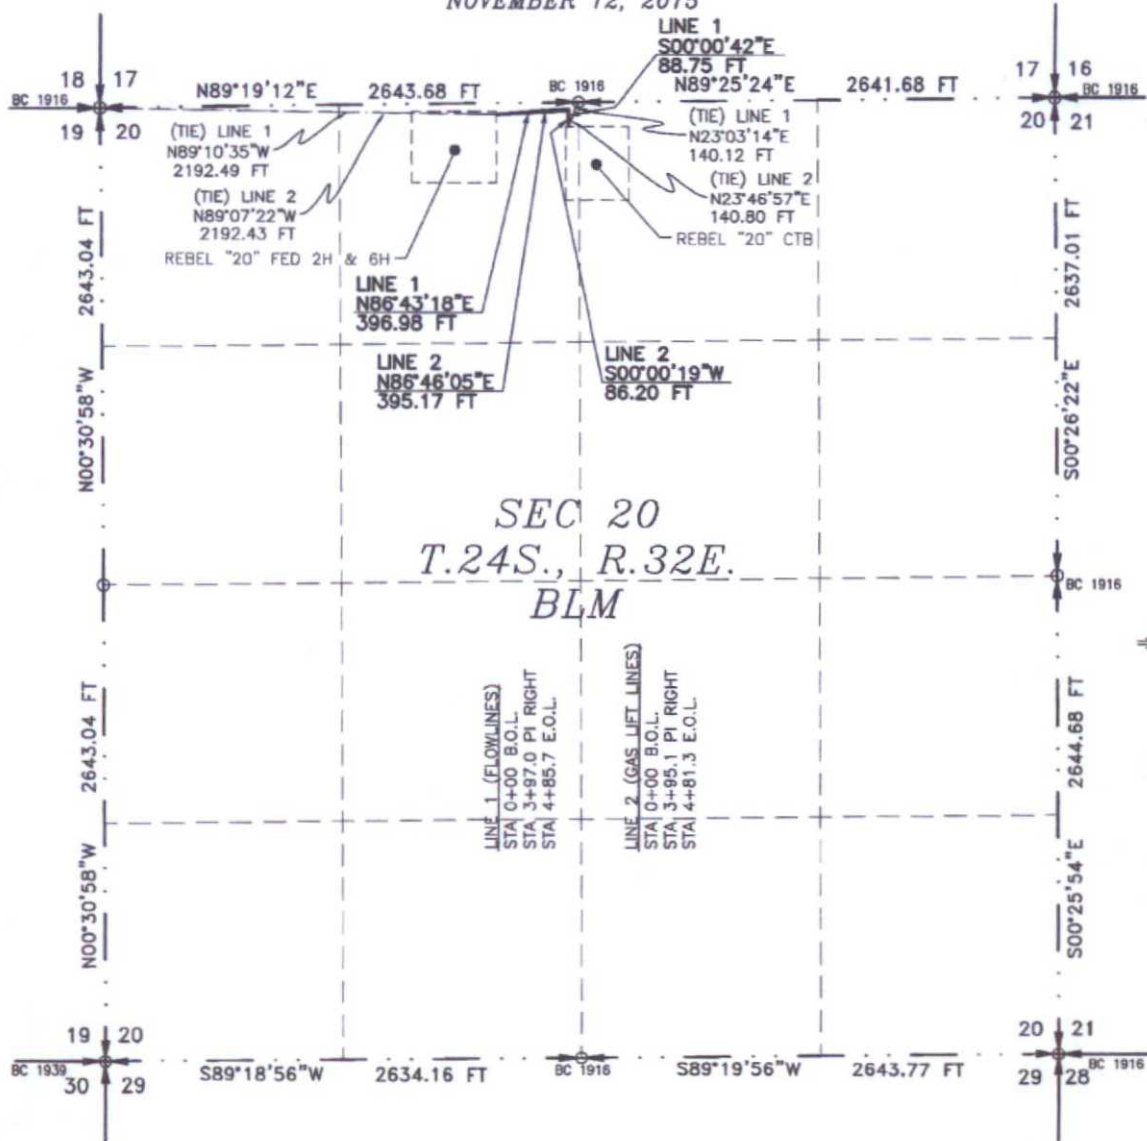 NOVEMBER 12, 2015
LINE 1
S00°00'42"E
88.75 FT
18 17
17 16
BC 1916
N89°19'12"E 2643.68 FT
BC 1916
N89°25'24"E 2641.68 FT
BC 1916
19 20
20 21
(TIE) LINE 1
N89°10'35"W
2192.49 FT
(TIE) LINE 1
N23°03'14"E
140.12 FT
(TIE) LINE 2
N89°07'22"W
2192.43 FT
(TIE) LINE 2
N23°46'57"E
140.80 FT
REBEL "20" FED 2H & 6H
REBEL "20" CTB
2643.04 FT
2637.01 FT
LINE 1
N86°43'18"E
396.98 FT
LINE 2
N86°46'05"E
395.17 FT
LINE 2
S00°00'19"W
86.20 FT
N00°30'58"W
S00°26'22"E
SEC 20
T.24S., R.32E.
BLM
BC 1916
LINE 1 (FLOWLINES)
STA 0+00 B.O.L.
STA 3+97.0 PI RIGHT
STA 4+85.7 E.O.L.
LINE 2 (GAS LIFT LINES)
STA 0+00 B.O.L.
STA 3+95.1 PI RIGHT
STA 4+81.3 E.O.L.
2643.04 FT
2644.68 FT
N00°30'58"W
S00°25'54"E
19 20
20 21
BC 1939
S89°18'56"W 2634.16 FT
BC 1916
S89°19'56"W 2643.77 FT
BC 1916
30 29
29 28